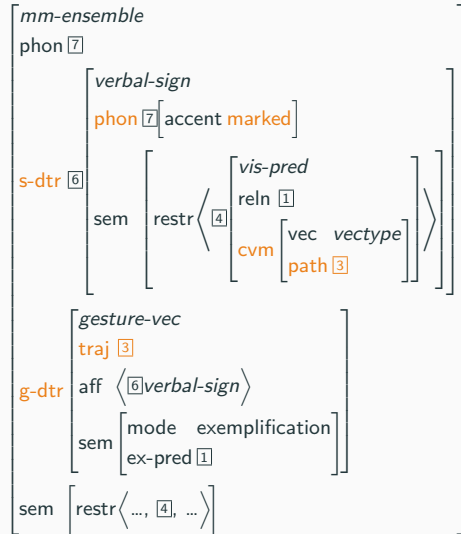 mm-ensemble
phon 7
s-dtr 6
verbal-sign
phon 7 [accent marked]
sem [restr ⟨ 4
vis-pred
reln 1
cvm [vec vectype
path 3]
⟩]
g-dtr
gesture-vec
traj 3
aff ⟨ 6 verbal-sign ⟩
sem [mode exemplification
ex-pred 1]
sem [restr ⟨ ..., 4, ... ⟩]